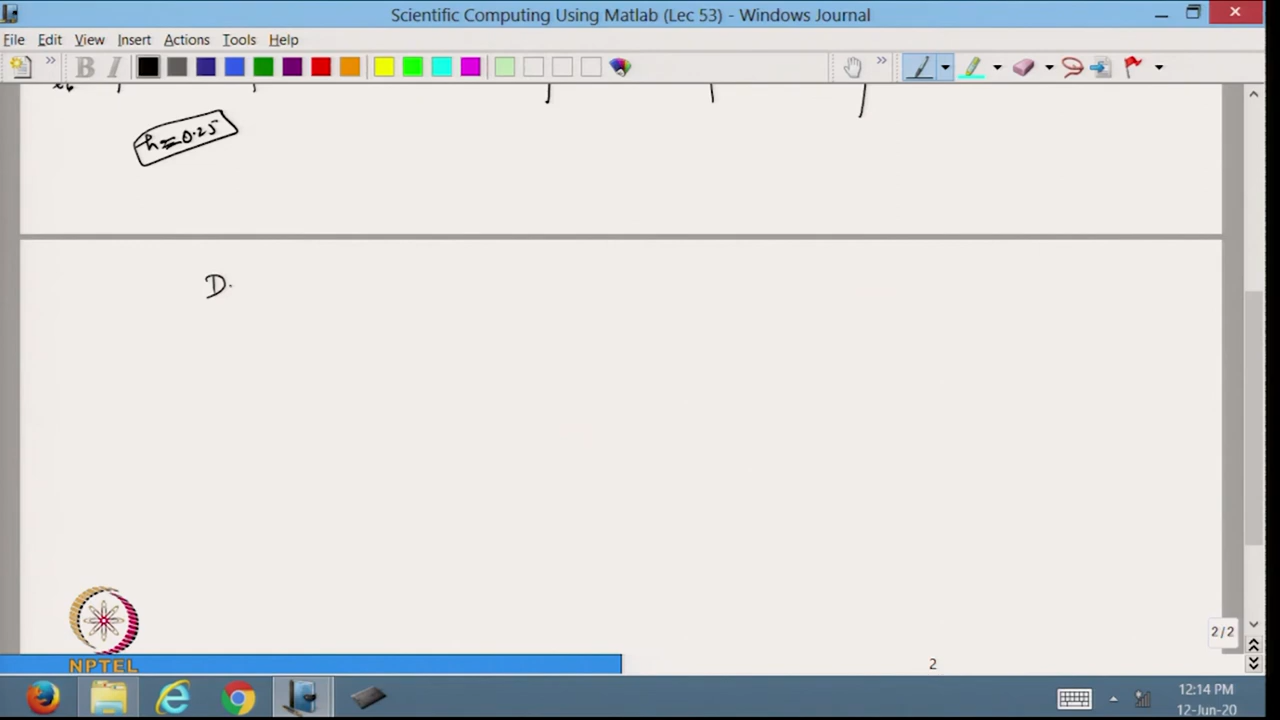 Scientific Computing Using Matlab (Lec 53) - Windows Journal
File Edit View Insert Actions Tools Help
B I
h = 0.25
D.
2 / 2
NPTEL
2
12:14 PM
12-Jun-20